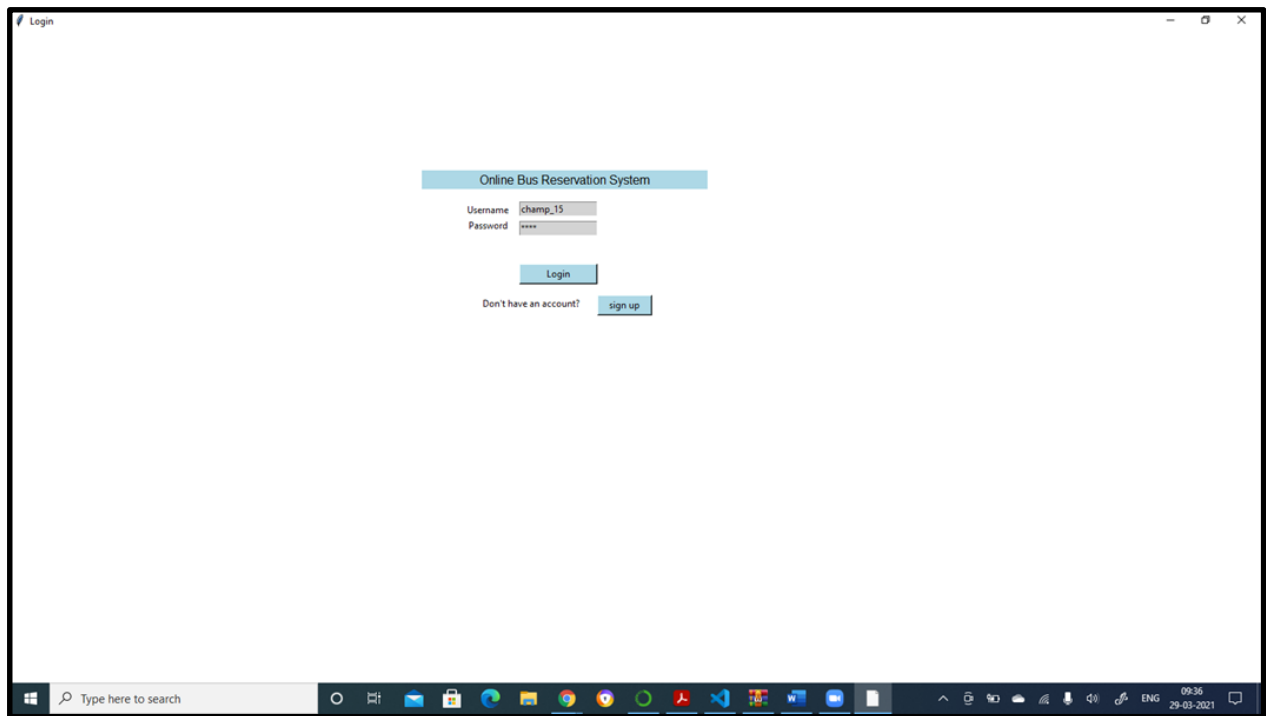 Login
Online Bus Reservation System
Username champ_15
Password ****
Login
Don't have an account? sign up
Type here to search
ENG
09:36
29-03-2021